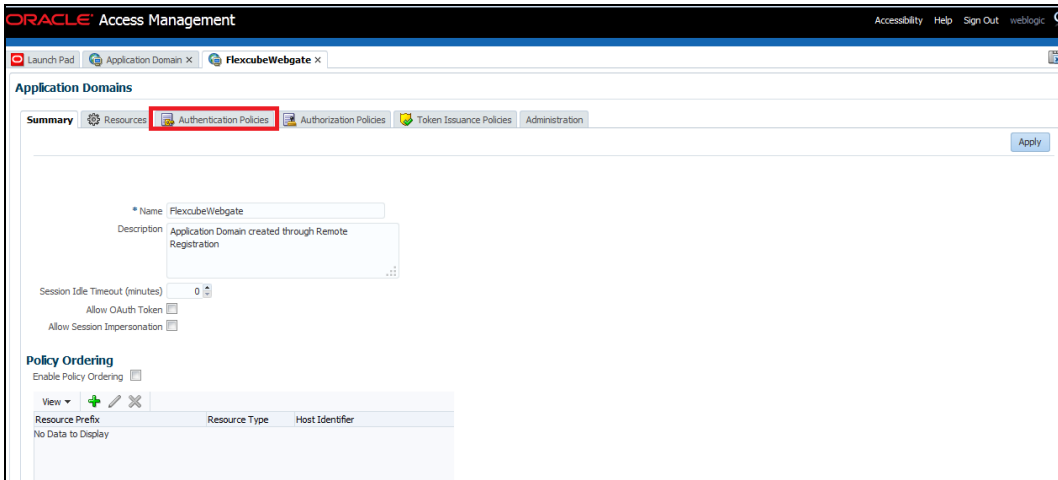 ORACLE Access Management
Accessibility Help Sign Out weblogic
Launch Pad Application Domain × FlexcubeWebgate ×
Application Domains
Summary Resources Authentication Policies Authorization Policies Token Issuance Policies Administration
Apply
* Name FlexcubeWebgate
Description Application Domain created through Remote
Registration
Session Idle Timeout (minutes) 0
Allow OAuth Token
Allow Session Impersonation
Policy Ordering
Enable Policy Ordering
View
Resource Prefix Resource Type Host Identifier
No Data to Display